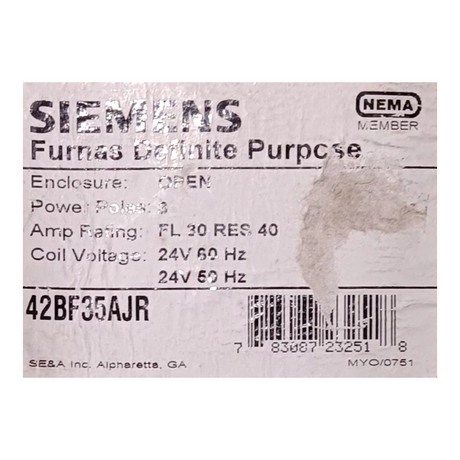 SIEMENS
NEMA
MEMBER
Furnas Definite Purpose
Enclosure: OPEN
Power Poles: 3
Amp Rating: FL 30 RES 40
Coil Voltage: 24V 60 Hz
24V 50 Hz
42BF35AJR
7 83087 23251 8
SE&A Inc. Alpharetta, GA
MYO/0751